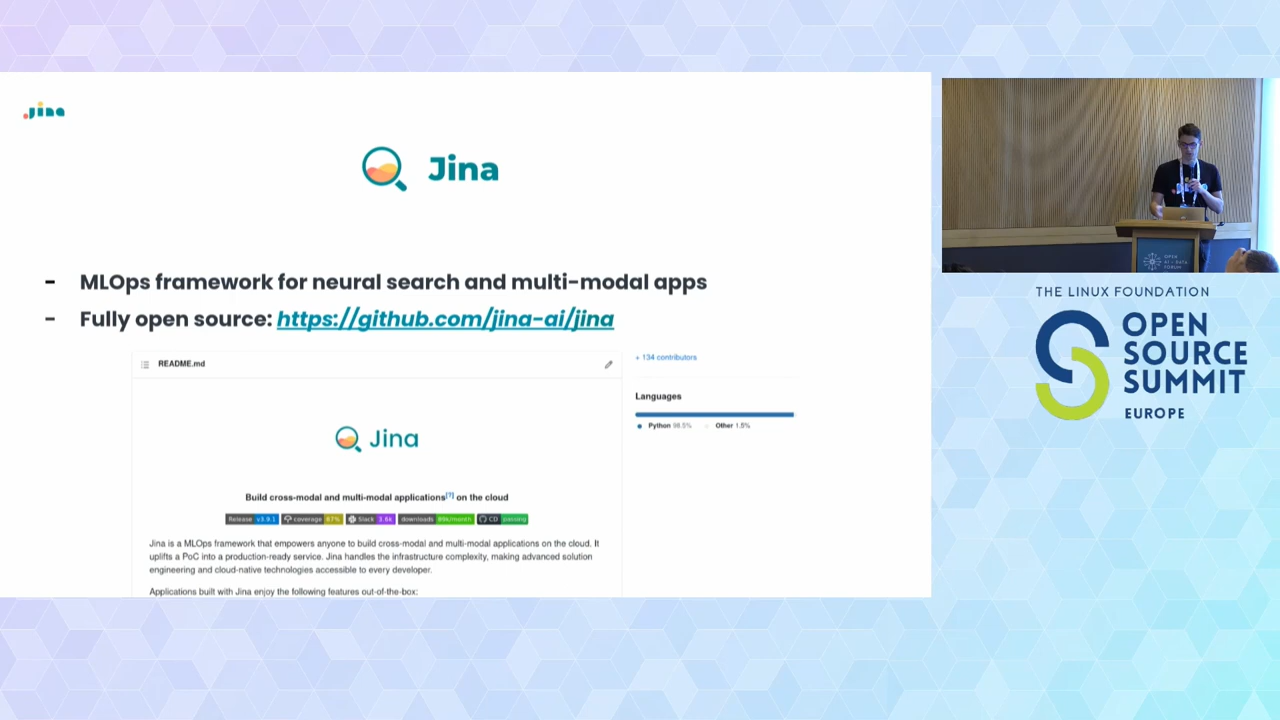 Jina
Jina
- MLOps framework for neural search and multi-modal apps
- Fully open source: https://github.com/jina-ai/jina
README.md
+ 134 contributors
Languages
Python 98.5% Other 1.5%
Jina
Build cross-modal and multi-modal applications[?] on the cloud
Release v3.9.1 coverage 87% Slack 3.6k downloads 99k/month CD passing
Jina is a MLOps framework that empowers anyone to build cross-modal and multi-modal applications on the cloud. It
uplifts a PoC into a production-ready service. Jina handles the infrastructure complexity, making advanced solution
engineering and cloud-native technologies accessible to every developer.
Applications built with Jina enjoy the following features out-of-the-box:
OPEN
AI + DATA
FORUM
THE LINUX FOUNDATION
OPEN
SOURCE
SUMMIT
EUROPE